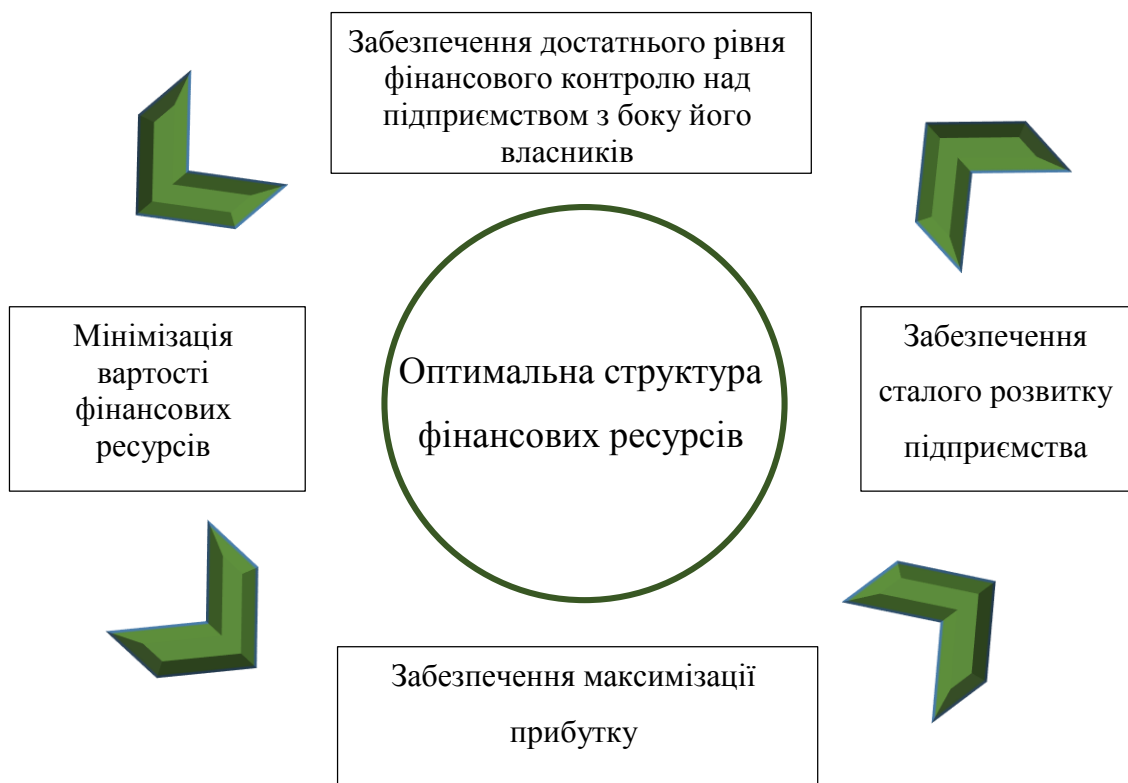 Забезпечення достатнього рівня
фінансового контролю над
підприємством з боку його
власників
Мінімізація
вартості
фінансових
ресурсів
Оптимальна структура
фінансових ресурсів
Забезпечення
сталого розвитку
підприємства
Забезпечення максимізації
прибутку